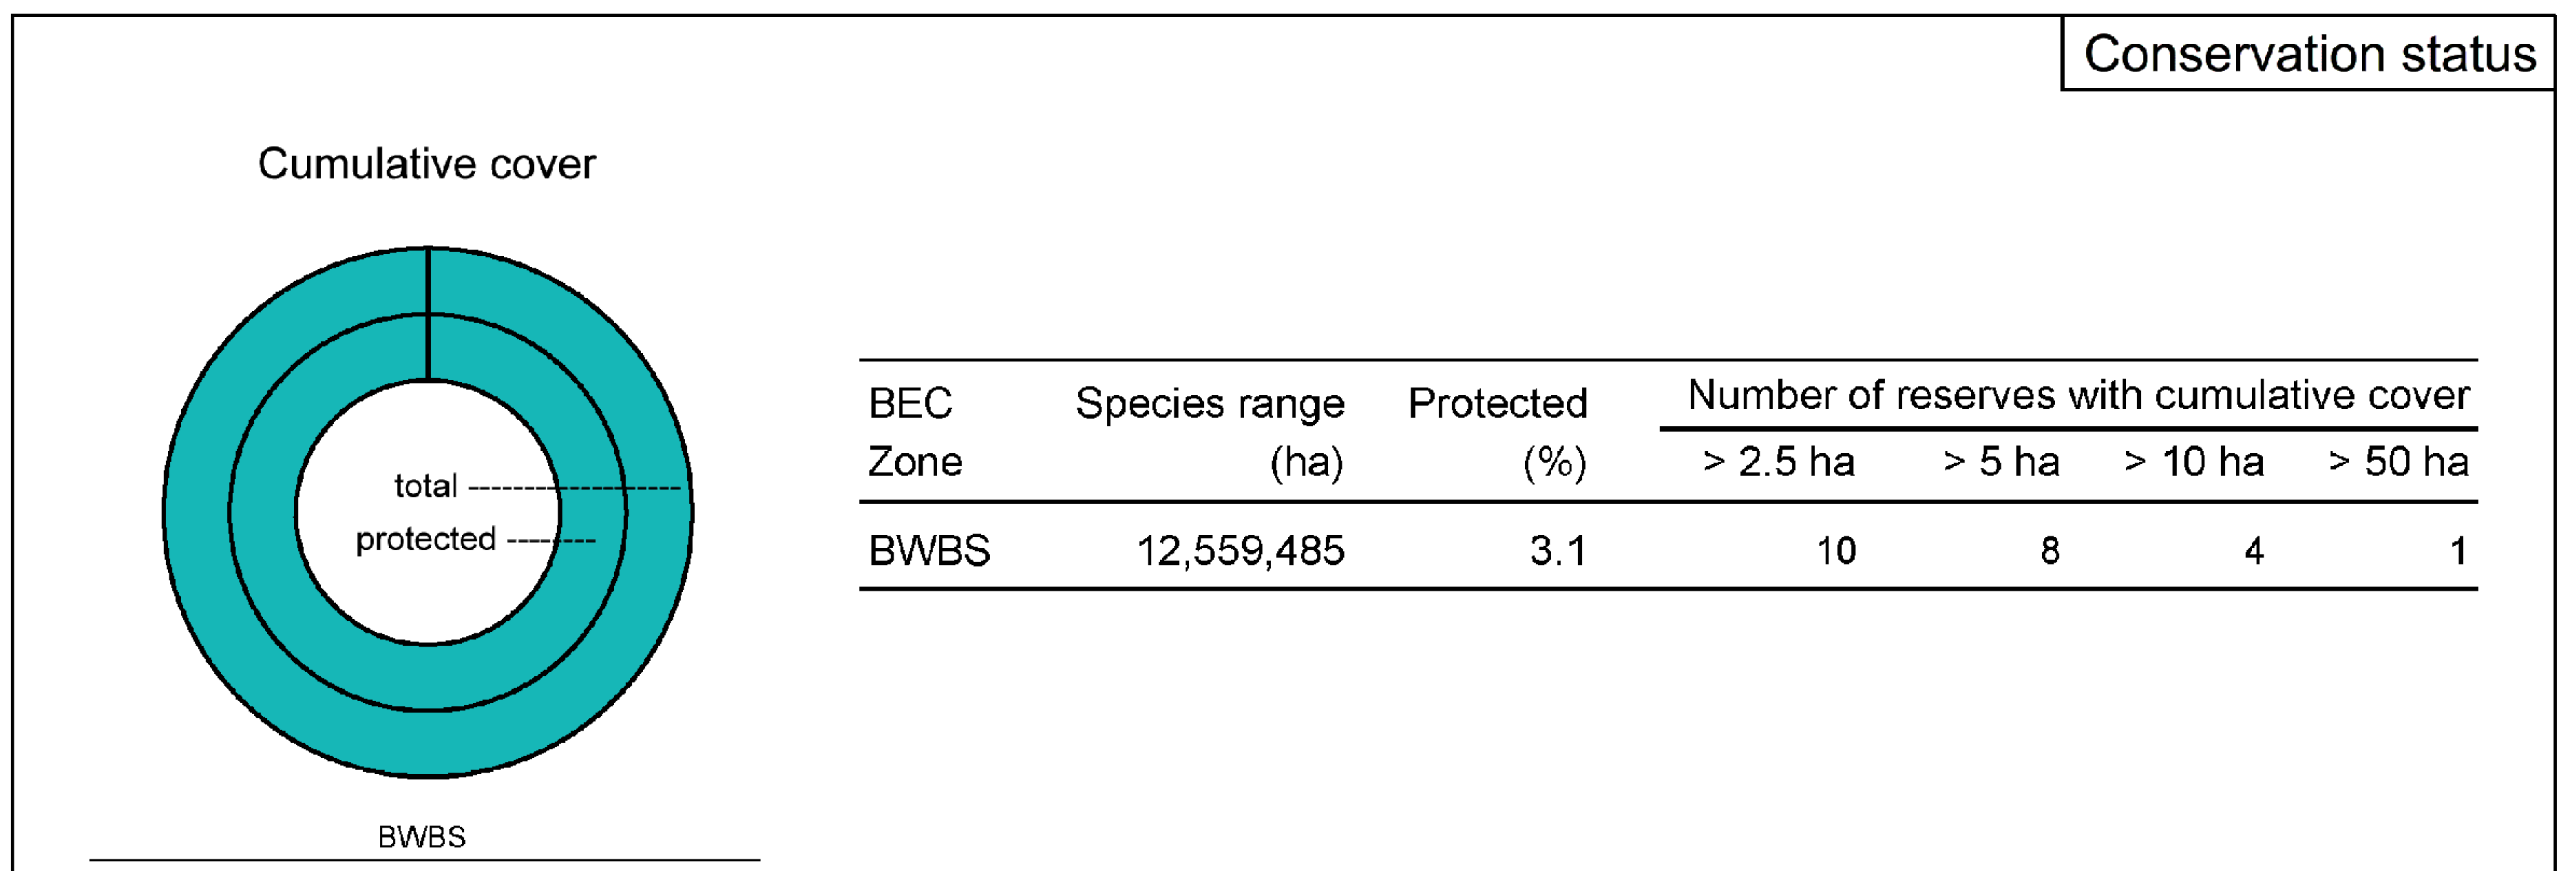 Conservation status
Cumulative cover
total
protected
BWBS
BEC Species range Protected Number of reserves with cumulative cover
Zone (ha) (%) > 2.5 ha > 5 ha > 10 ha > 50 ha
BWBS 12,559,485 3.1 10 8 4 1